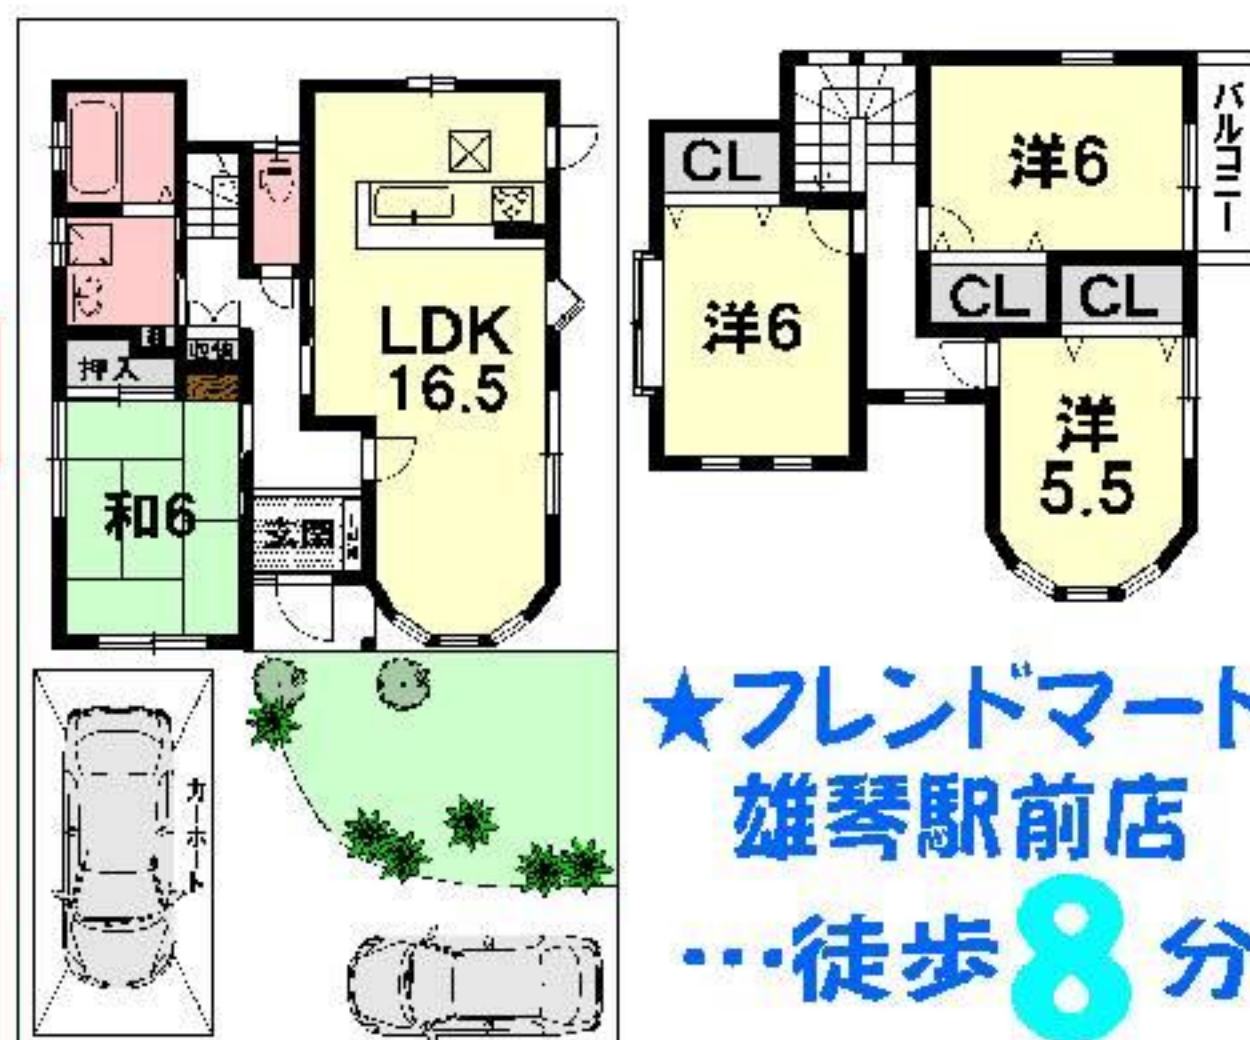 LDK
16.5
押入
収納
和6
玄関
カーポート
CL
洋6
バルコニー
洋6
CL
CL
洋
5.5
★フレンドマート
雄琴駅前店
…徒歩8分